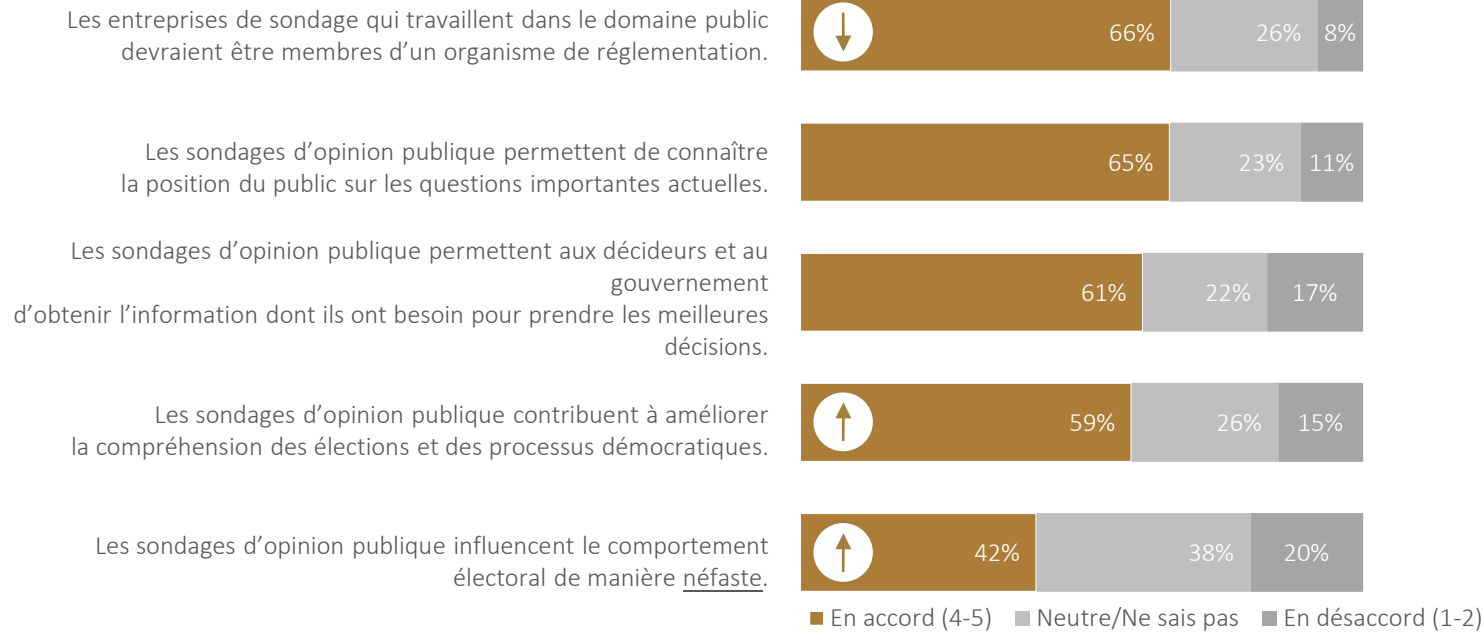 Les entreprises de sondage qui travaillent dans le domaine public
devraient être membres d’un organisme de réglementation.
66%
26%
8%
Les sondages d’opinion publique permettent de connaître
la position du public sur les questions importantes actuelles.
65%
23%
11%
Les sondages d’opinion publique permettent aux décideurs et au
gouvernement
d’obtenir l’information dont ils ont besoin pour prendre les meilleures
décisions.
61%
22%
17%
Les sondages d’opinion publique contribuent à améliorer
la compréhension des élections et des processus démocratiques.
59%
26%
15%
Les sondages d’opinion publique influencent le comportement
électoral de manière néfaste.
42%
38%
20%
En accord (4-5)
Neutre/Ne sais pas
En désaccord (1-2)